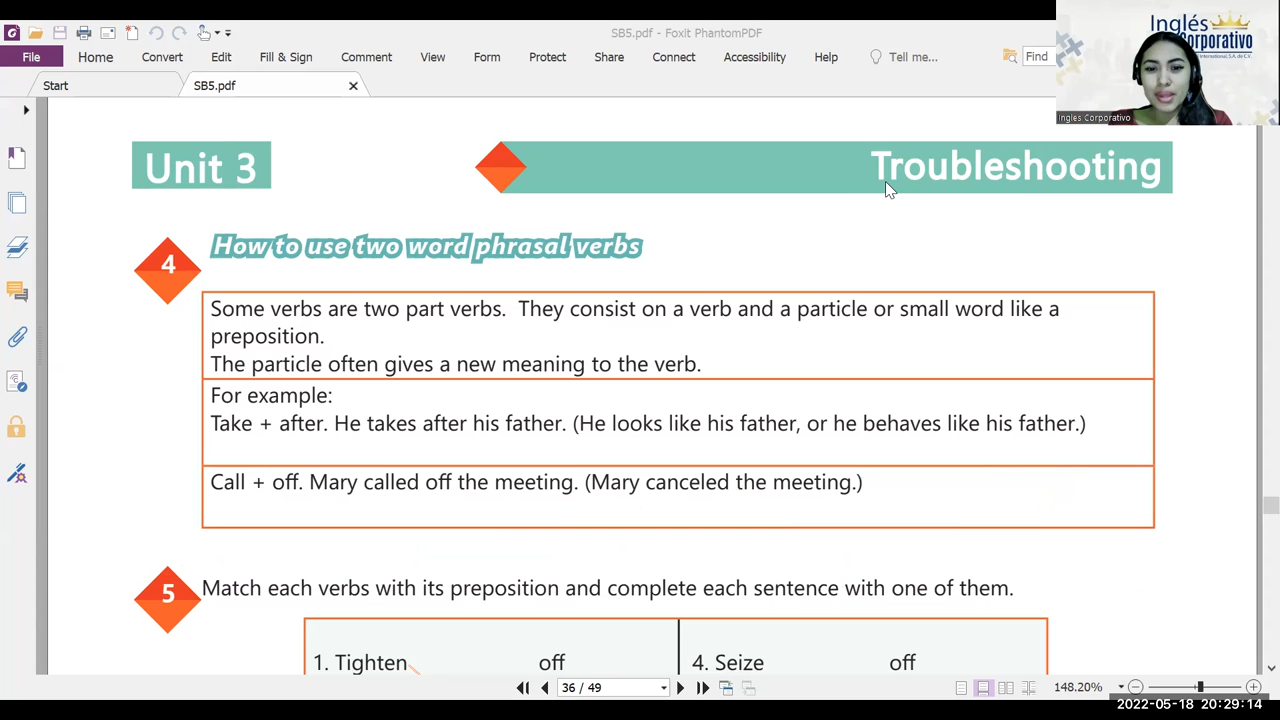 SB5.pdf - Foxit PhantomPDF
File Home Convert Edit Fill & Sign Comment View Form Protect Share Connect Accessibility Help Tell me... Find
Start SB5.pdf
Inglés
Corporativo
Internacional, S.A. de C.V.
Ingles Corporativo
Unit 3
Troubleshooting
4
How to use two word phrasal verbs
Some verbs are two part verbs. They consist on a verb and a particle or small word like a
preposition.
The particle often gives a new meaning to the verb.
For example:
Take + after. He takes after his father. (He looks like his father, or he behaves like his father.)
Call + off. Mary called off the meeting. (Mary canceled the meeting.)
5
Match each verbs with its preposition and complete each sentence with one of them.
1. Tighten off 4. Seize off
36 / 49
148.20%
2022-05-18 20:29:14